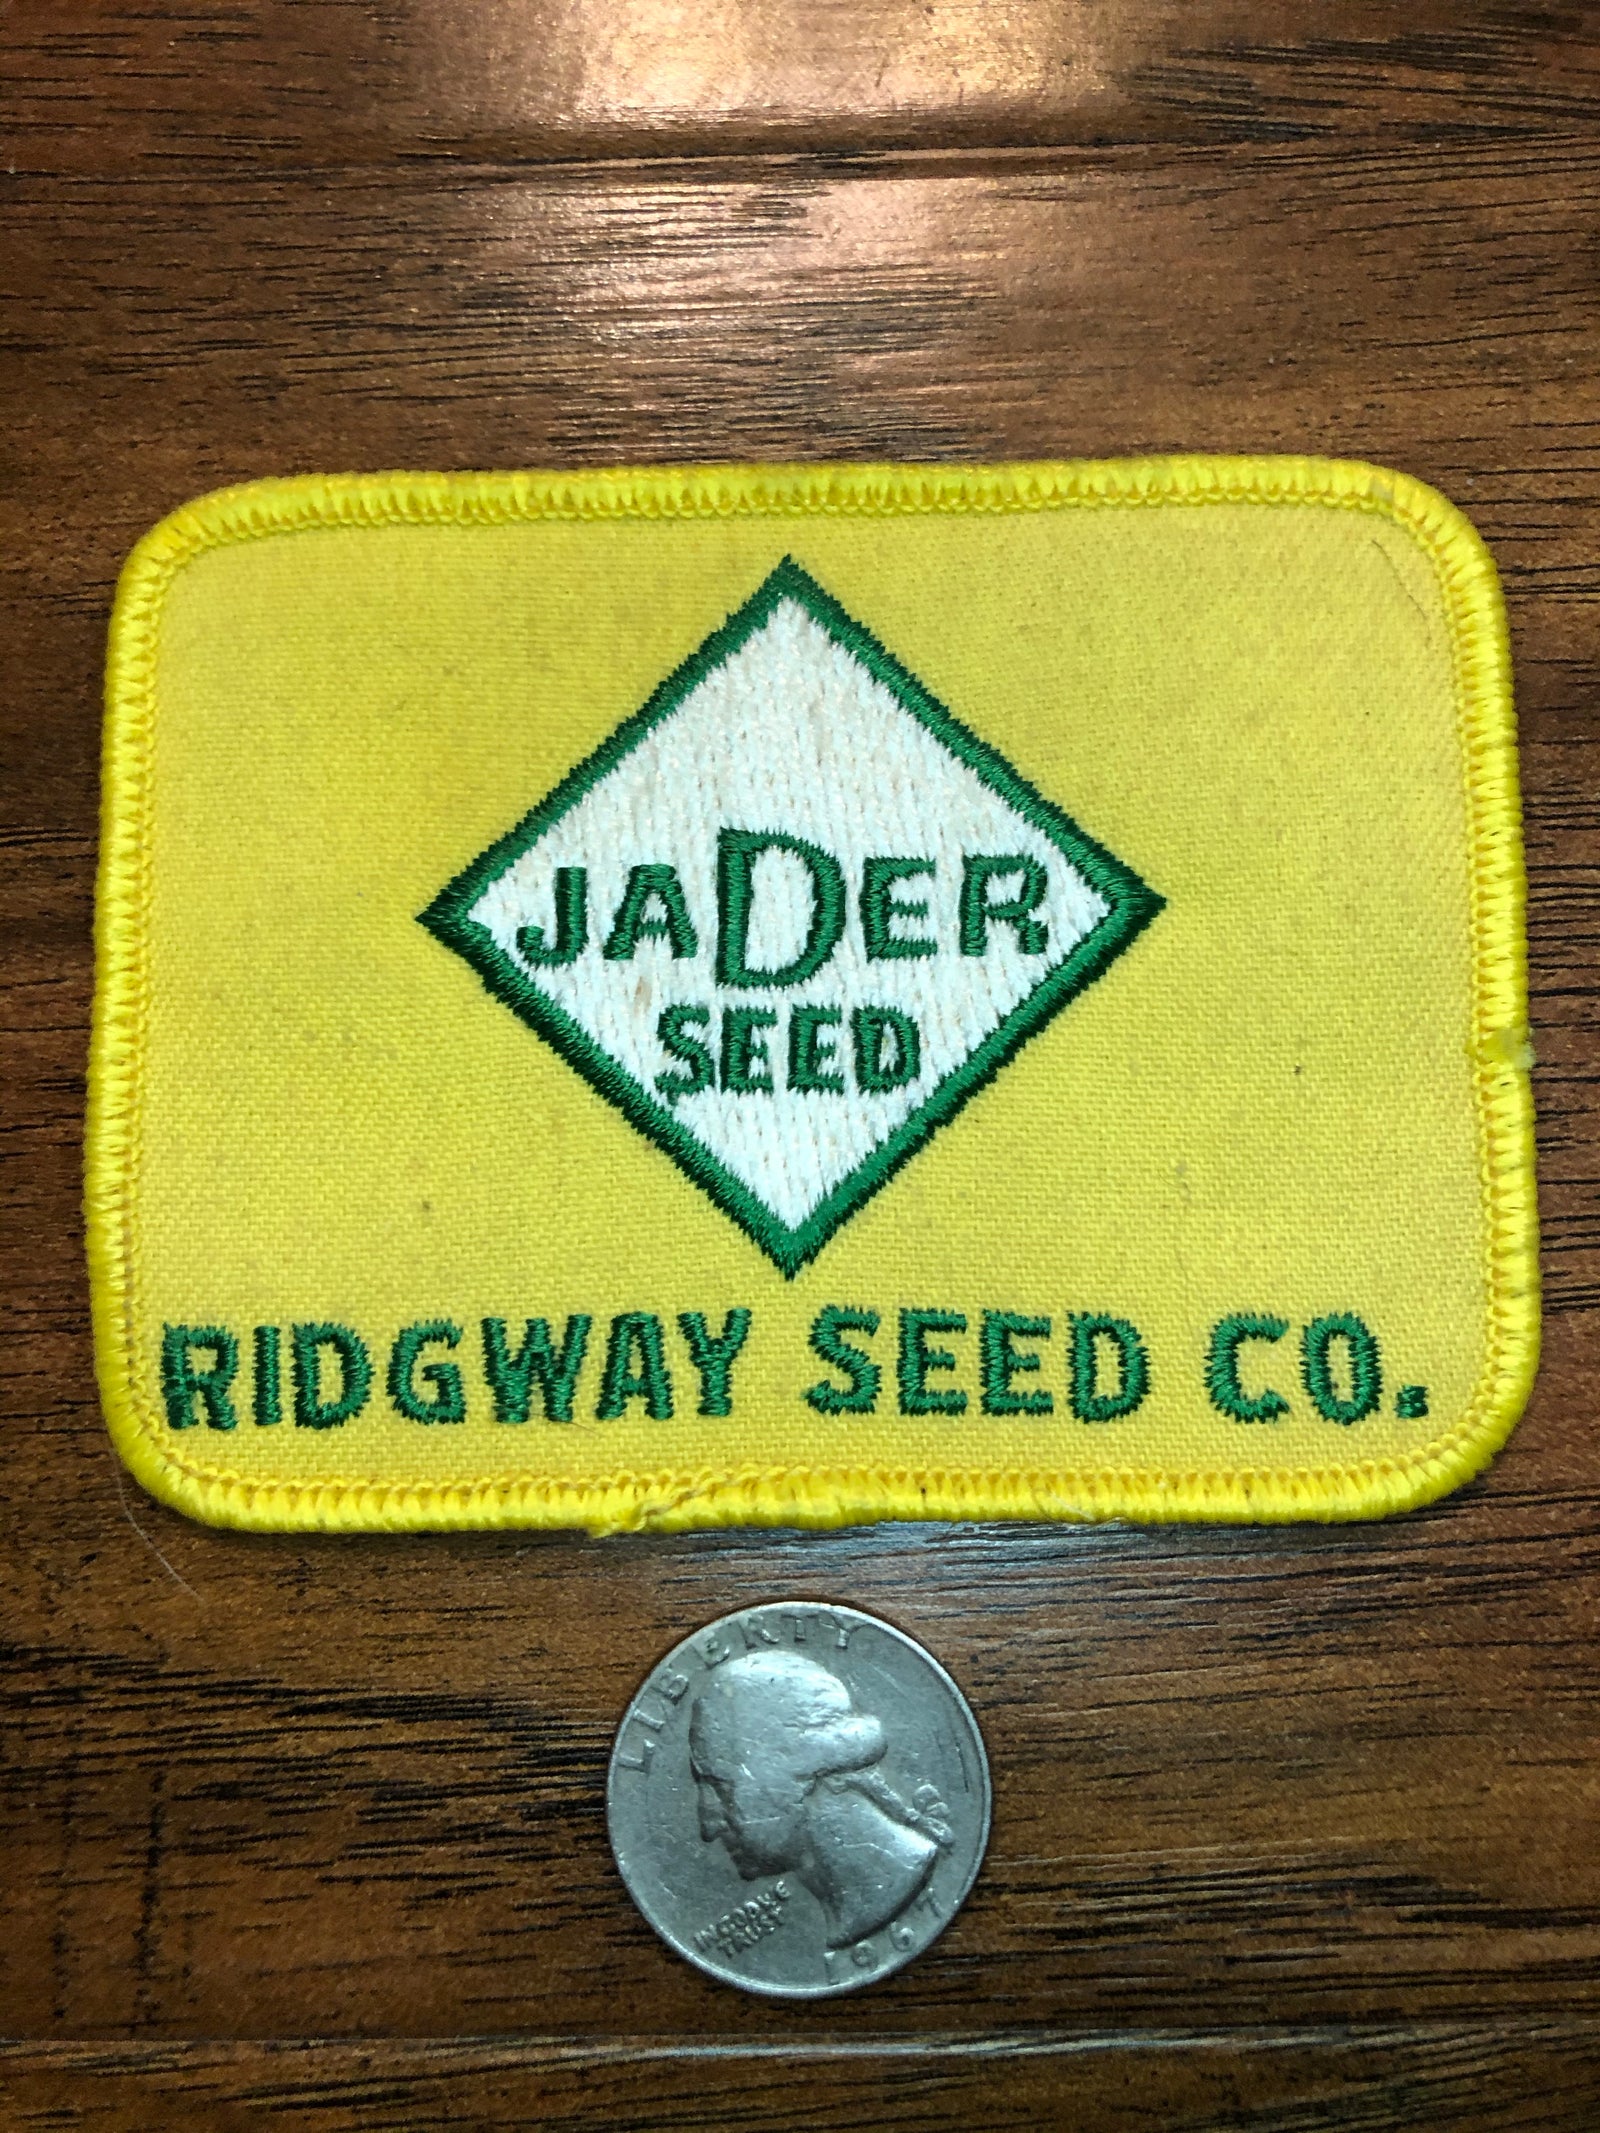 JADER
SEED
RIDGWAY SEED CO.
LIBERTY
IN GOD WE
TRUST
1967